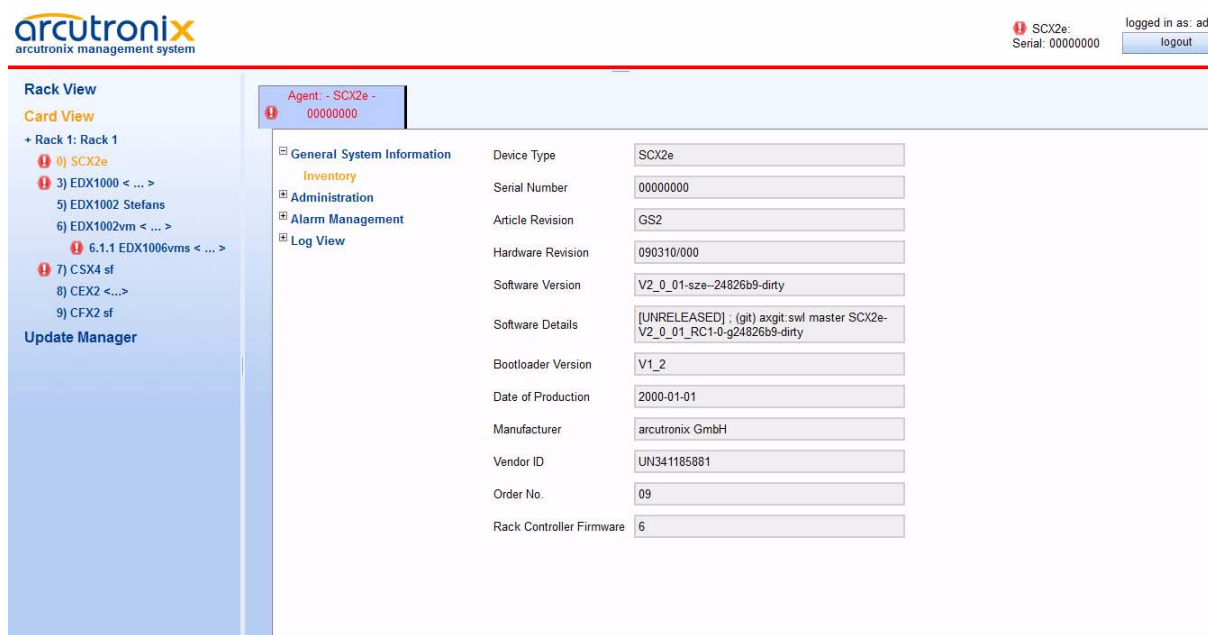 arcutronix
arcutronix management system
SCX2e:
Serial: 00000000
logged in as: ad
logout
Rack View
Card View
+ Rack 1: Rack 1
0) SCX2e
3) EDX1000 < ... >
5) EDX1002 Stefans
6) EDX1002vm < ... >
6.1.1 EDX1006vms < ... >
7) CSX4 sf
8) CEX2 <...>
9) CFX2 sf
Update Manager
Agent: - SCX2e -
00000000
General System Information
Inventory
Administration
Alarm Management
Log View
Device Type SCX2e
Serial Number 00000000
Article Revision GS2
Hardware Revision 090310/000
Software Version V2_0_01-sze--24826b9-dirty
Software Details [UNRELEASED] ; (git) axgit:swl master SCX2e-
V2_0_01_RC1-0-g24826b9-dirty
Bootloader Version V1_2
Date of Production 2000-01-01
Manufacturer arcutronix GmbH
Vendor ID UN341185881
Order No. 09
Rack Controller Firmware 6